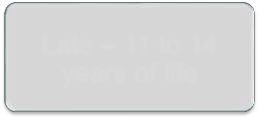 Late – 11 to 14
years of life